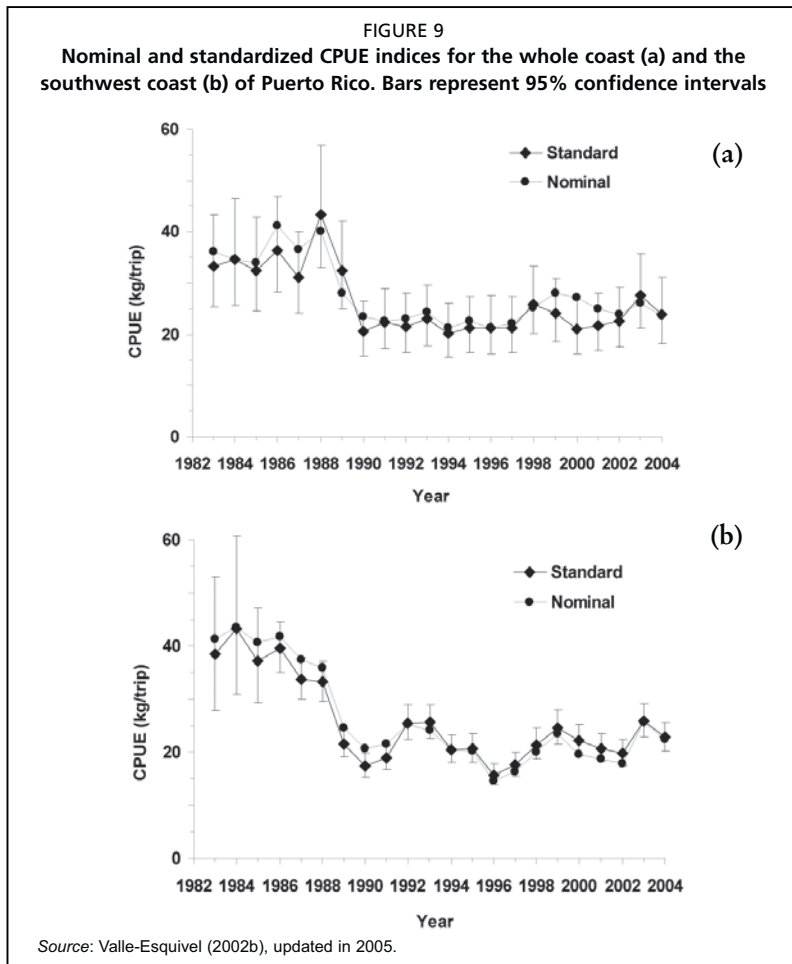 FIGURE 9
Nominal and standardized CPUE indices for the whole coast (a) and the
southwest coast (b) of Puerto Rico. Bars represent 95% confidence intervals
60
40
20
0
CPUE (kg/trip)
Standard
Nominal
(a)
1982 1984 1986 1988 1990 1992 1994 1996 1998 2000 2002 2004
Year
60
40
20
0
CPUE (kg/trip)
Standard
Nominal
(b)
1982 1984 1986 1988 1990 1992 1994 1996 1998 2000 2002 2004
Year
Source: Valle-Esquivel (2002b), updated in 2005.